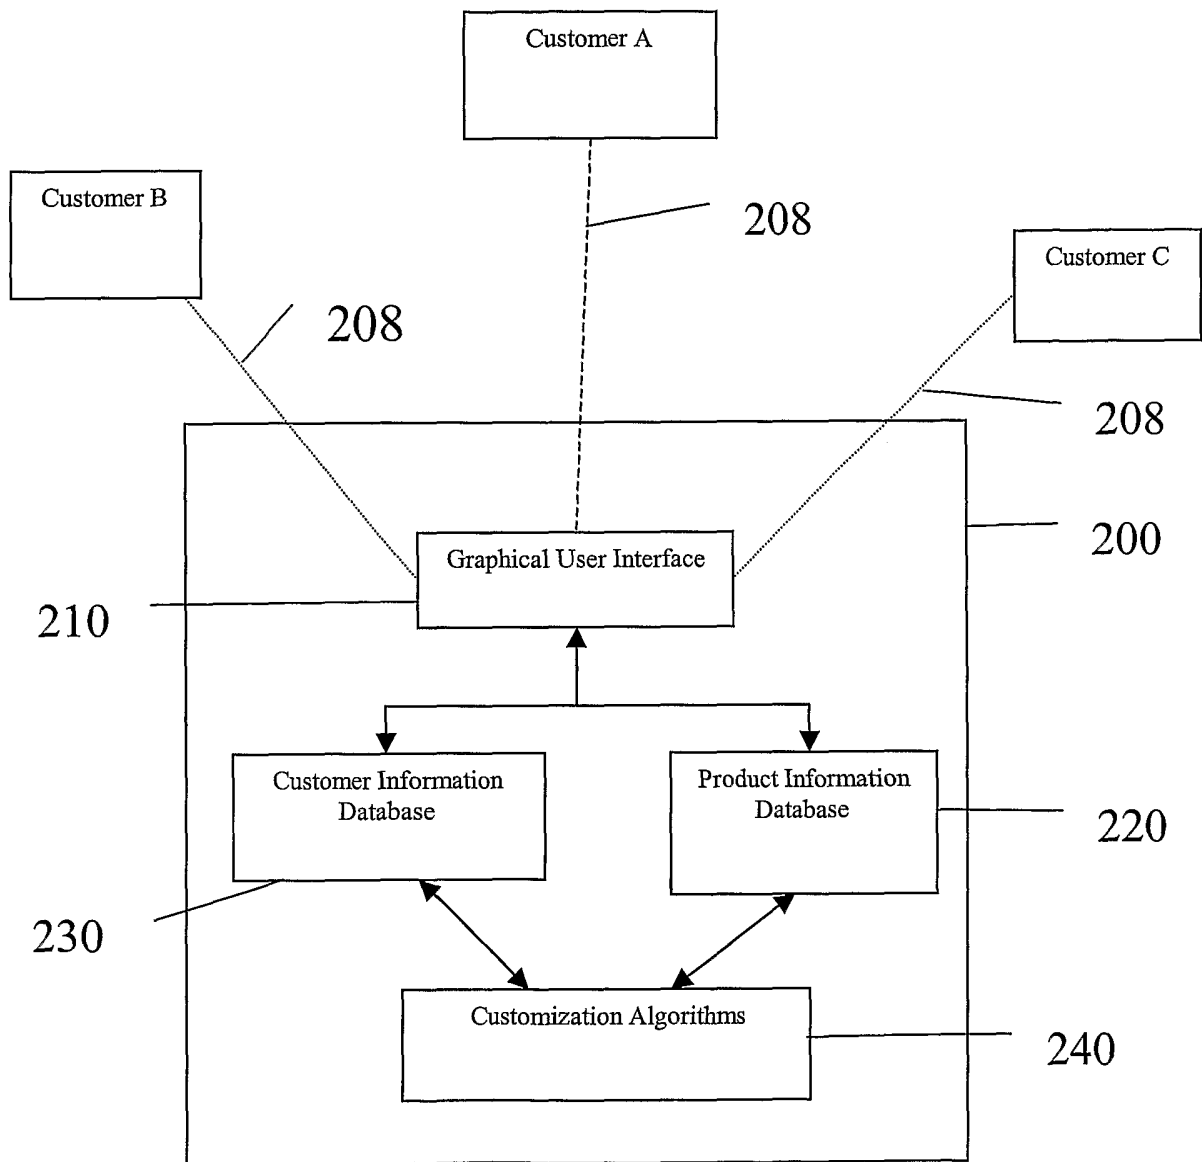 Customer A
Customer B
208
Customer C
208
208
200
Graphical User Interface
210
Customer Information
Database
Product Information
Database
220
230
Customization Algorithms
240